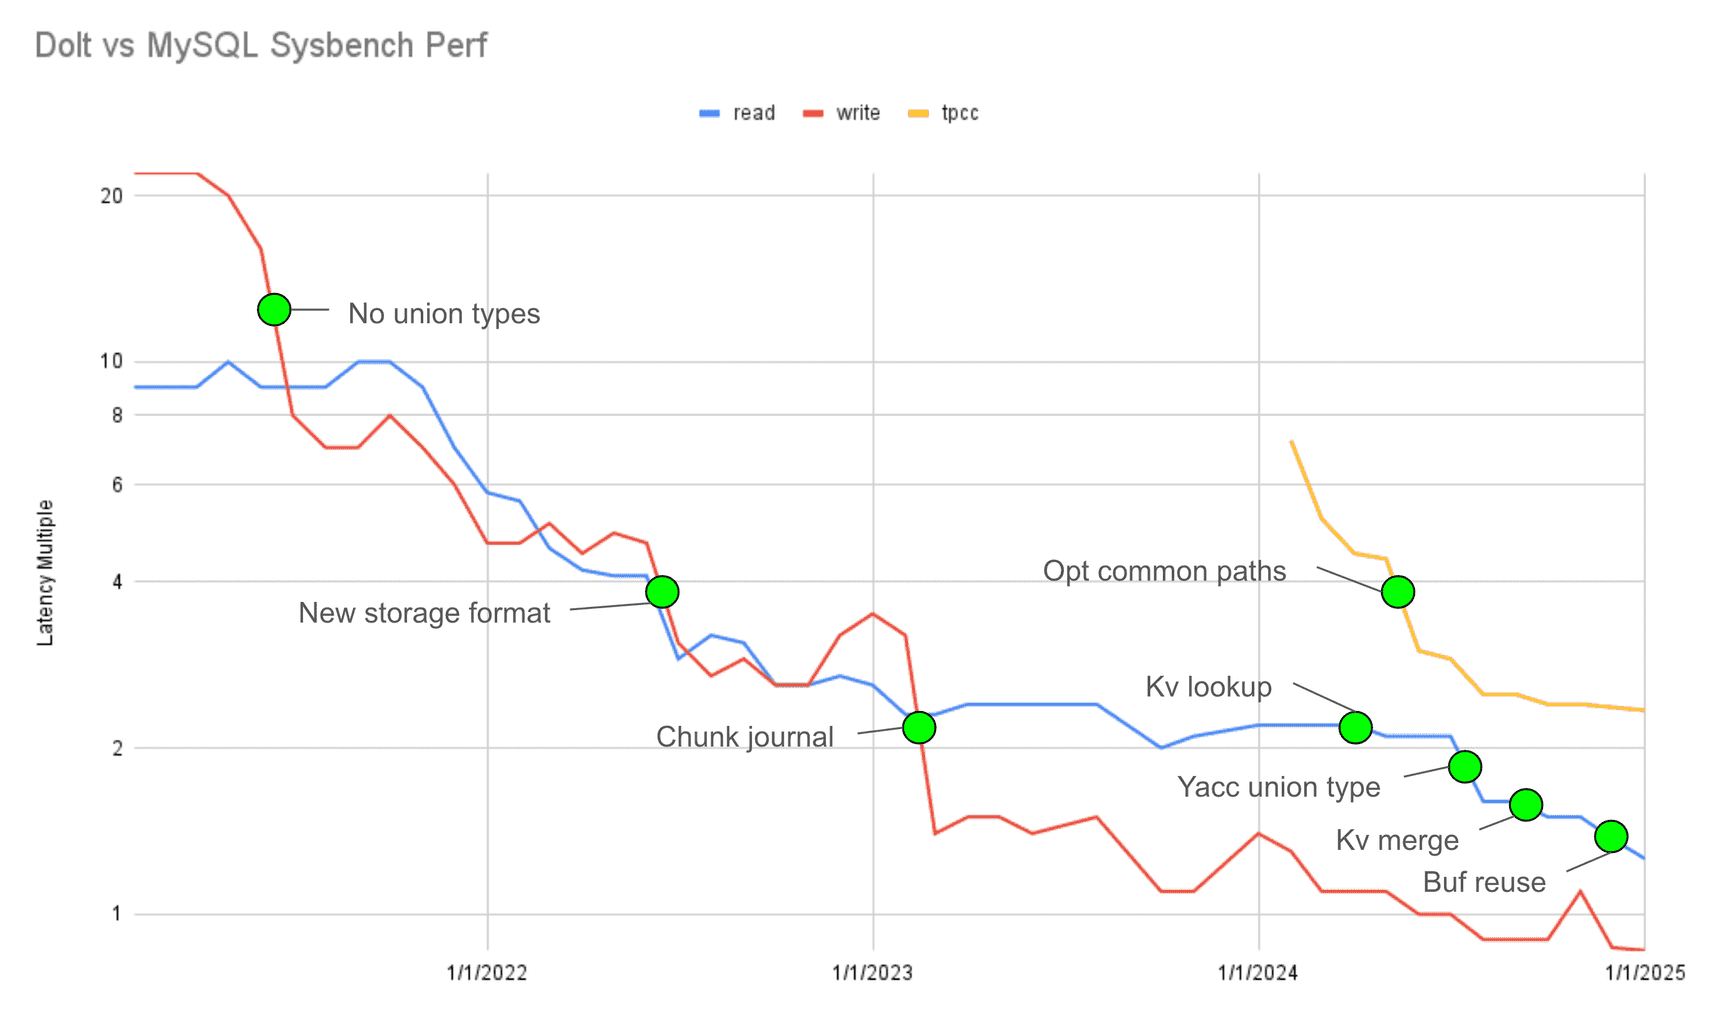 Dolt vs MySQL Sysbench Perf
read
write
tpcc
20
10
8
6
4
2
1
Latency Multiple
No union types
New storage format
Chunk journal
Opt common paths
Kv lookup
Yacc union type
Kv merge
Buf reuse
1/1/2022
1/1/2023
1/1/2024
1/1/2025